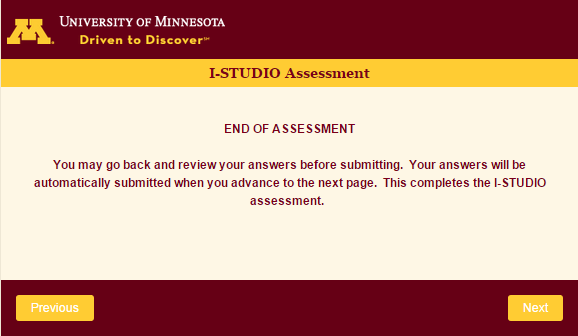 M
UNIVERSITY OF MINNESOTA
Driven to Discover℠
I-STUDIO Assessment
END OF ASSESSMENT
You may go back and review your answers before submitting.  Your answers will be
automatically submitted when you advance to the next page.  This completes the I-STUDIO
assessment.
Previous
Next